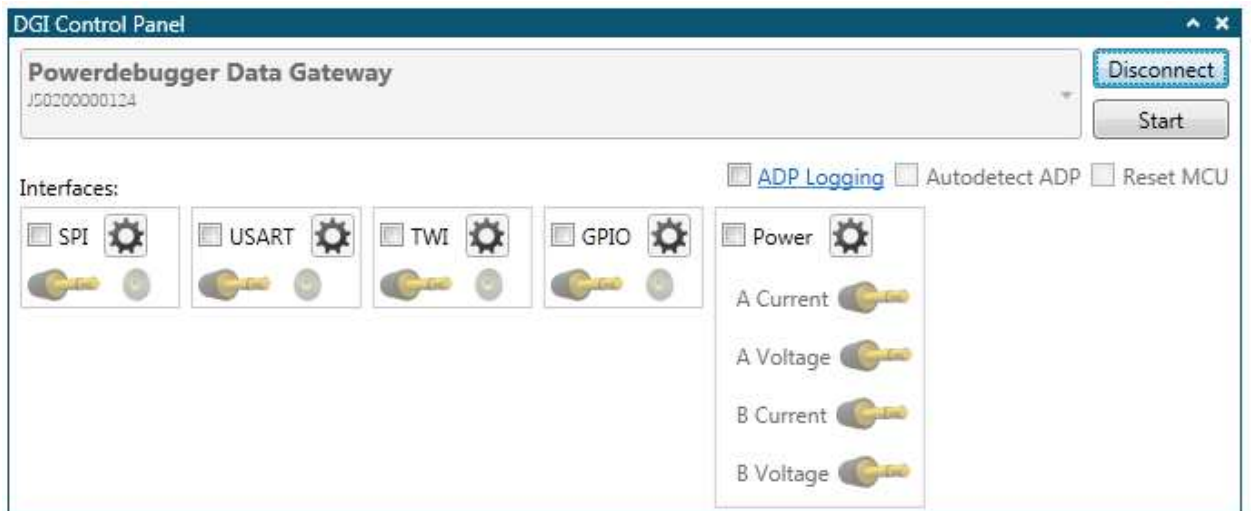 DGI Control Panel
Powerdebugger Data Gateway
J50200000124
Disconnect
Start
ADP Logging Autodetect ADP Reset MCU
Interfaces:
SPI USART TWI GPIO Power
A Current
A Voltage
B Current
B Voltage